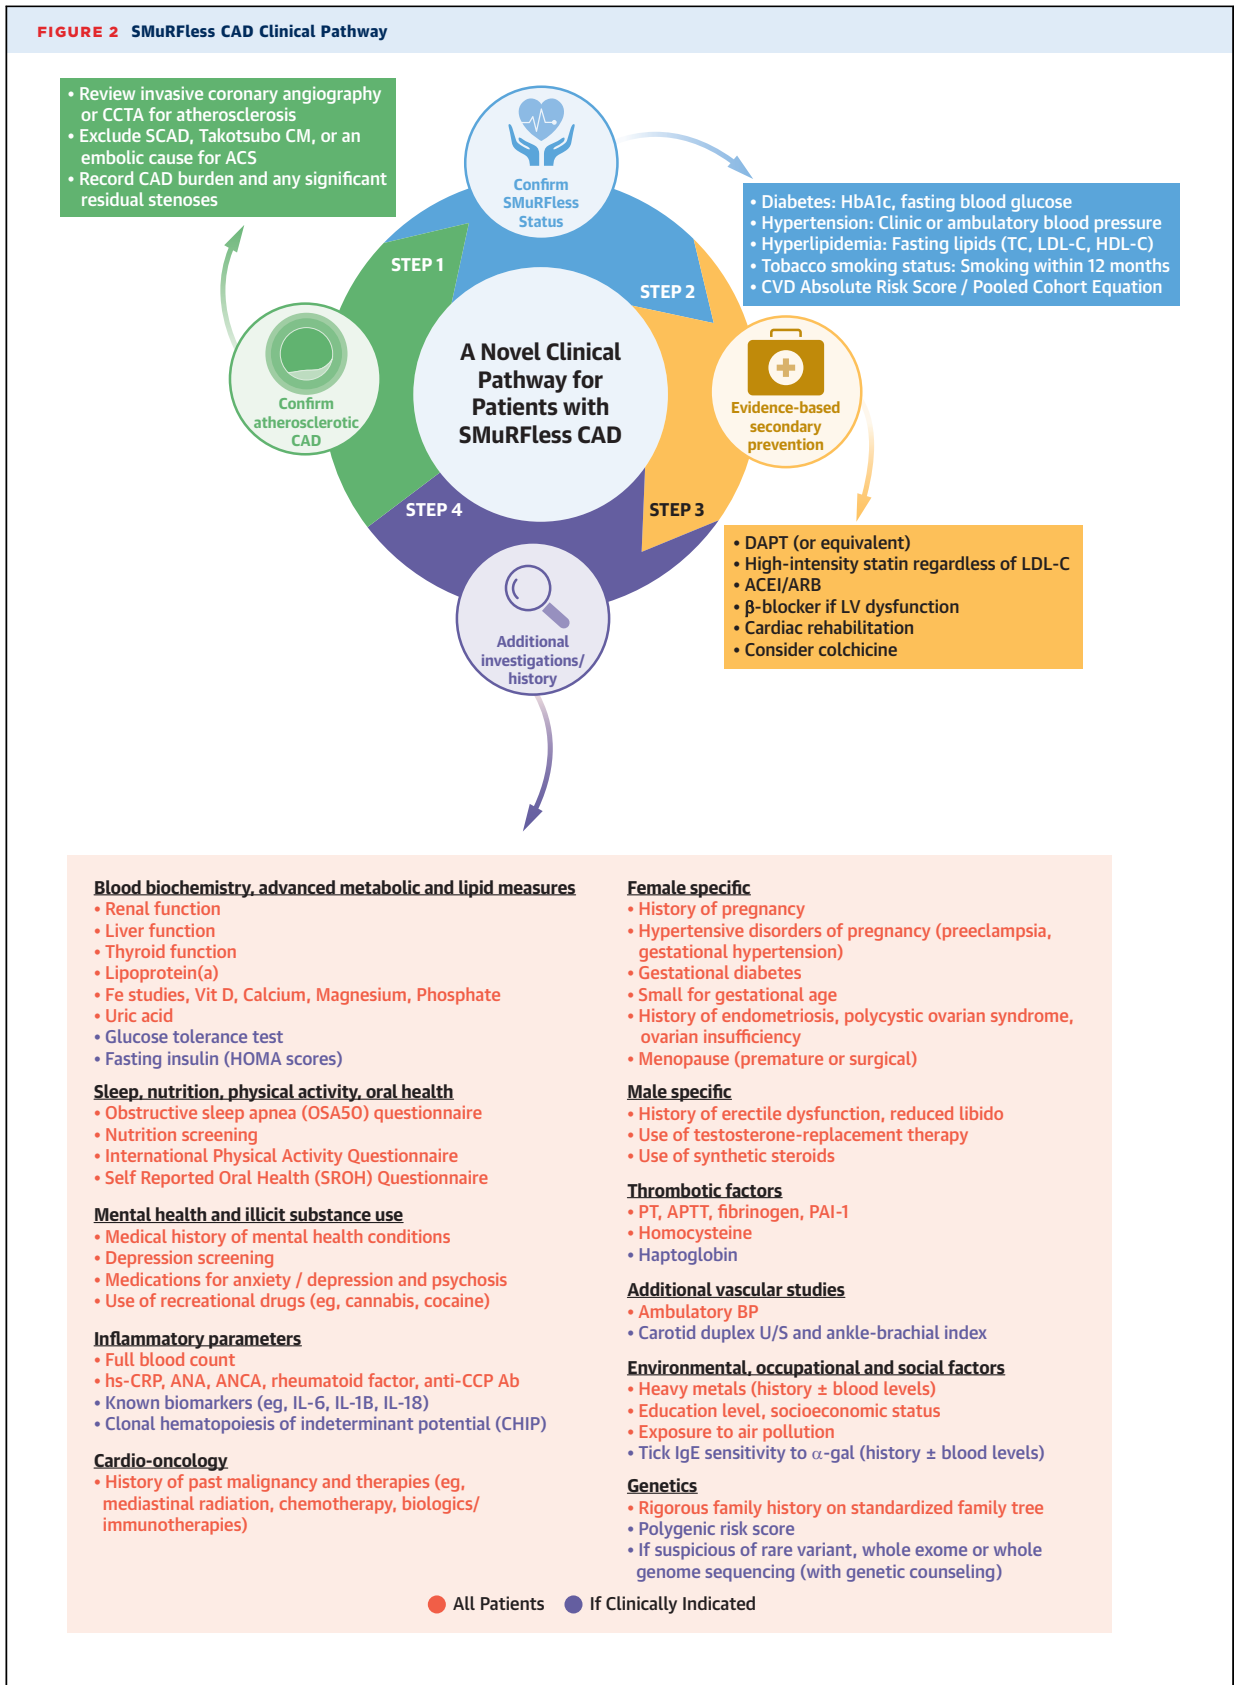 FIGURE 2 SMuRFless CAD Clinical Pathway
• Review invasive coronary angiography
or CCTA for atherosclerosis
• Exclude SCAD, Takotsubo CM, or an
embolic cause for ACS
• Record CAD burden and any significant
residual stenoses
Confirm
SMuRFless
Status
• Diabetes: HbA1c, fasting blood glucose
• Hypertension: Clinic or ambulatory blood pressure
• Hyperlipidemia: Fasting lipids (TC, LDL-C, HDL-C)
• Tobacco smoking status: Smoking within 12 months
• CVD Absolute Risk Score / Pooled Cohort Equation
STEP 1
STEP 2
A Novel Clinical
Pathway for
Patients with
SMuRFless CAD
Confirm
atherosclerotic
CAD
Evidence-based
secondary
prevention
STEP 4
STEP 3
• DAPT (or equivalent)
• High-intensity statin regardless of LDL-C
• ACEI/ARB
• β-blocker if LV dysfunction
• Cardiac rehabilitation
• Consider colchicine
Additional
investigations/
history
Blood biochemistry, advanced metabolic and lipid measures
• Renal function
• Liver function
• Thyroid function
• Lipoprotein(a)
• Fe studies, Vit D, Calcium, Magnesium, Phosphate
• Uric acid
• Glucose tolerance test
• Fasting insulin (HOMA scores)
Sleep, nutrition, physical activity, oral health
• Obstructive sleep apnea (OSA50) questionnaire
• Nutrition screening
• International Physical Activity Questionnaire
• Self Reported Oral Health (SROH) Questionnaire
Mental health and illicit substance use
• Medical history of mental health conditions
• Depression screening
• Medications for anxiety / depression and psychosis
• Use of recreational drugs (eg, cannabis, cocaine)
Inflammatory parameters
• Full blood count
• hs-CRP, ANA, ANCA, rheumatoid factor, anti-CCP Ab
• Known biomarkers (eg, IL-6, IL-1B, IL-18)
• Clonal hematopoiesis of indeterminant potential (CHIP)
Cardio-oncology
• History of past malignancy and therapies (eg,
mediastinal radiation, chemotherapy, biologics/
immunotherapies)
Female specific
• History of pregnancy
• Hypertensive disorders of pregnancy (preeclampsia,
gestational hypertension)
• Gestational diabetes
• Small for gestational age
• History of endometriosis, polycystic ovarian syndrome,
ovarian insufficiency
• Menopause (premature or surgical)
Male specific
• History of erectile dysfunction, reduced libido
• Use of testosterone-replacement therapy
• Use of synthetic steroids
Thrombotic factors
• PT, APTT, fibrinogen, PAI-1
• Homocysteine
• Haptoglobin
Additional vascular studies
• Ambulatory BP
• Carotid duplex U/S and ankle-brachial index
Environmental, occupational and social factors
• Heavy metals (history ± blood levels)
• Education level, socioeconomic status
• Exposure to air pollution
• Tick IgE sensitivity to α-gal (history ± blood levels)
Genetics
• Rigorous family history on standardized family tree
• Polygenic risk score
• If suspicious of rare variant, whole exome or whole
genome sequencing (with genetic counseling)
All Patients
If Clinically Indicated